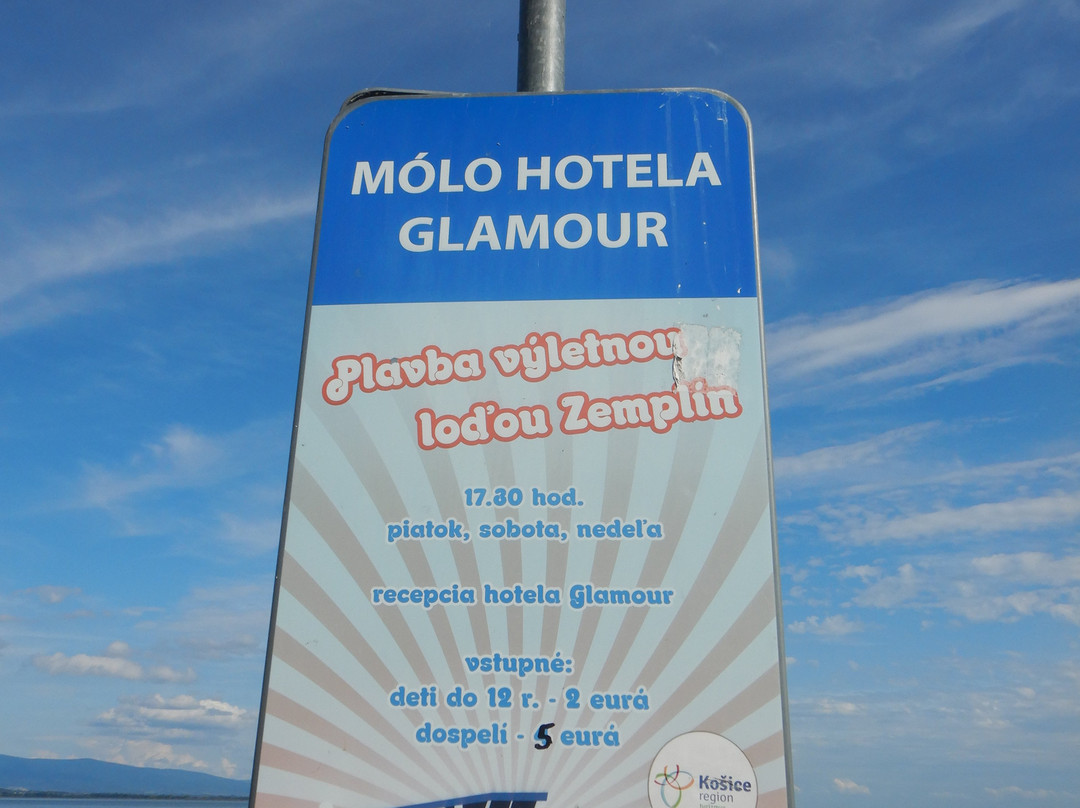 MÓLO HOTELA
GLAMOUR
Plavba výletnou
loďou Zemplín
17.30 hod.
piatok, sobota, nedeľa
recepcia hotela Glamour
vstupné:
deti do 12 r. - 2 eurá
dospelí - 5 eurá
Košice
region